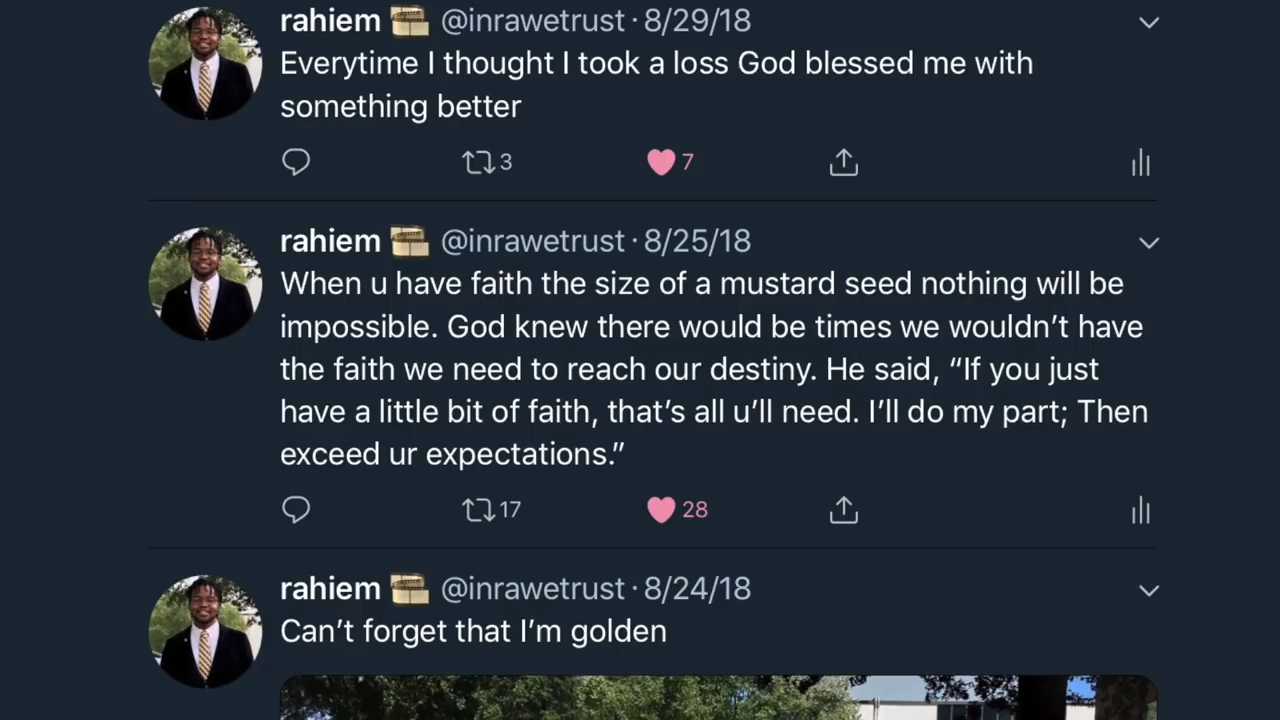 rahiem @inrawetrust · 8/29/18
Everytime I thought I took a loss God blessed me with
something better
3 7
rahiem @inrawetrust · 8/25/18
When u have faith the size of a mustard seed nothing will be
impossible. God knew there would be times we wouldn’t have
the faith we need to reach our destiny. He said, “If you just
have a little bit of faith, that’s all u’ll need. I’ll do my part; Then
exceed ur expectations.”
17 28
rahiem @inrawetrust · 8/24/18
Can’t forget that I’m golden